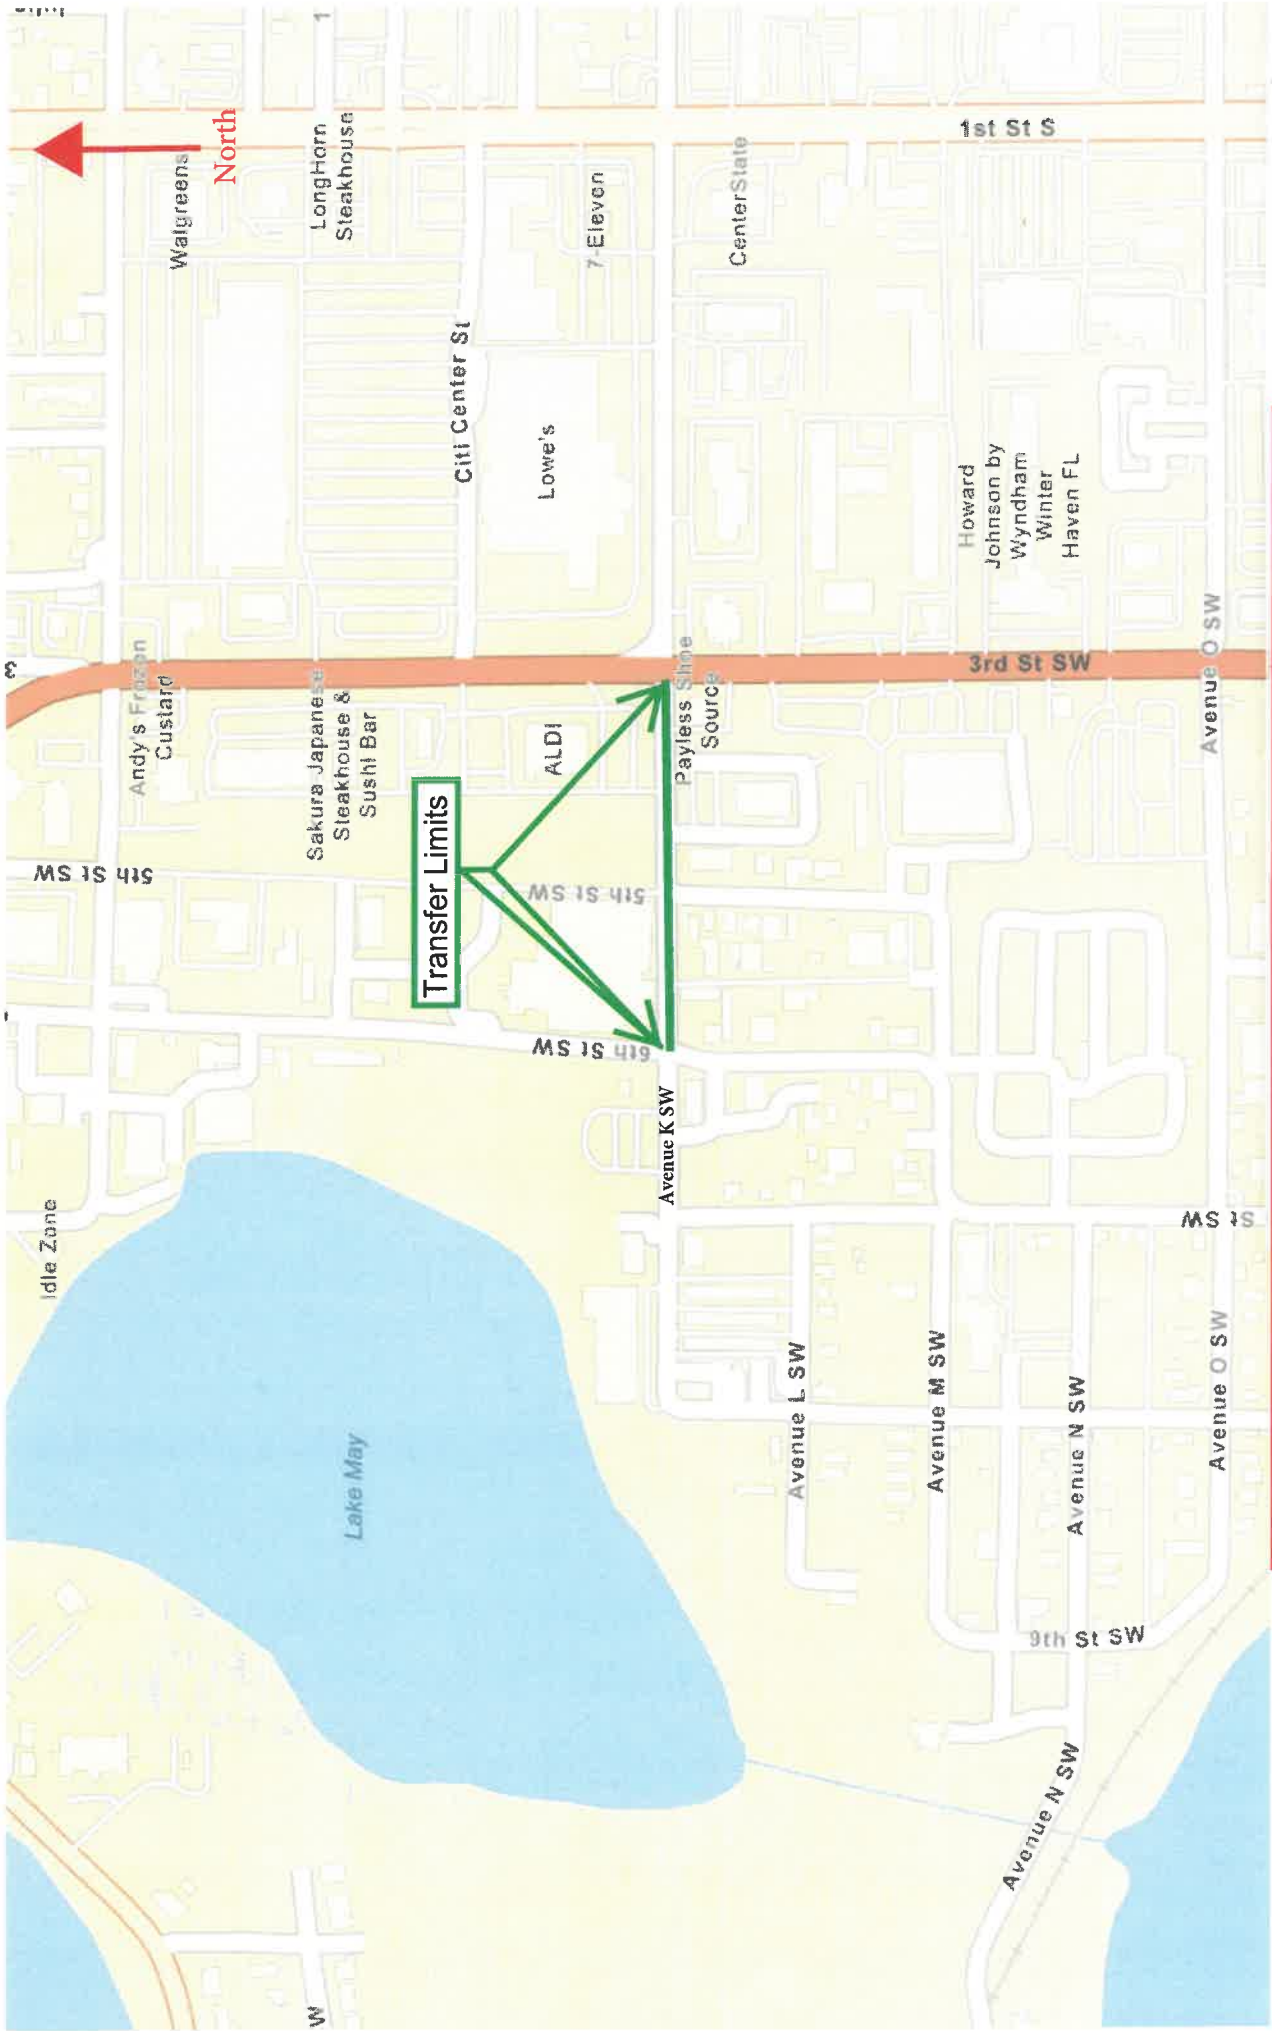 Idle Zone
Lake May
W
5th St SW
Andy's Frozen
Custard
Walgreens
North
Sakura Japanese
Steakhouse &
Sushi Bar
LongHorn
Steakhouse
1
Transfer Limits
Citi Center St
6th St SW
5th St SW
ALDI
Lowe's
7-Eleven
Avenue K SW
Payless Shoe
Source
CenterState
Avenue L SW
Avenue M SW
Howard
Johnson by
Wyndham
Winter
Haven FL
3rd St SW
1st St S
Avenue N SW
Avenue N SW
9th St SW
St SW
Avenue O SW
Avenue O SW